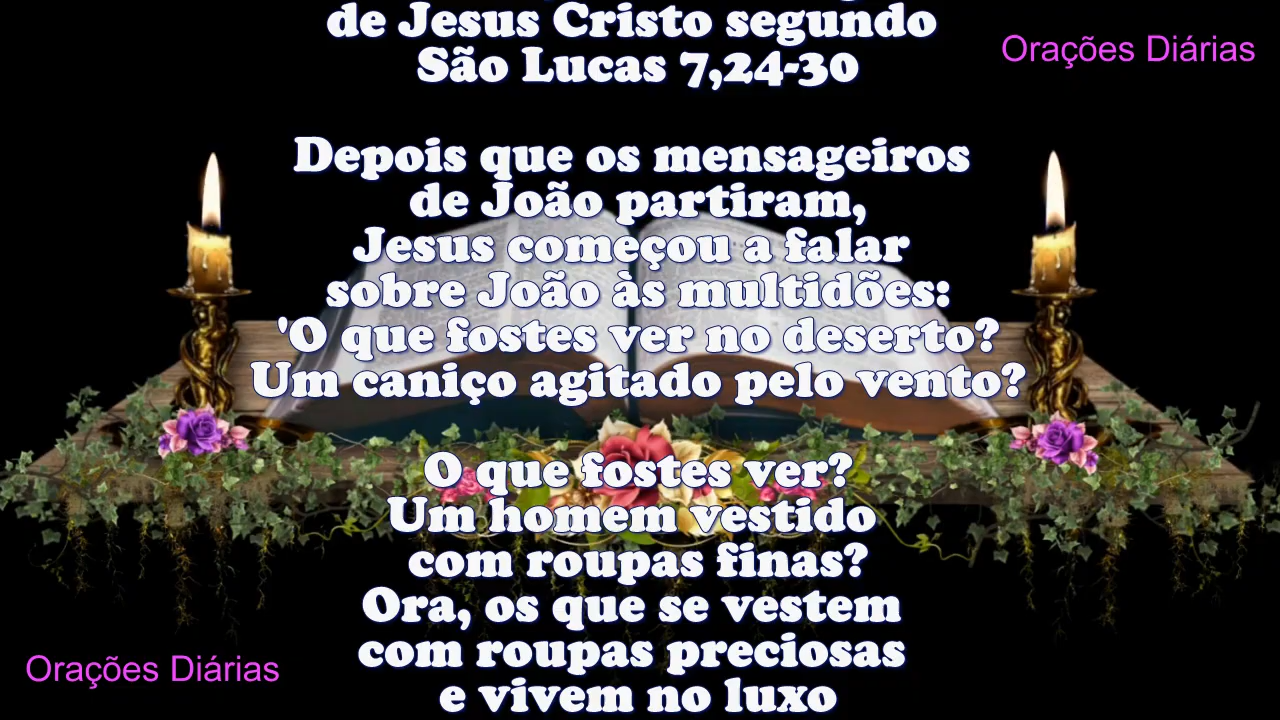 de Jesus Cristo segundo
São Lucas 7,24-30
Orações Diárias
Depois que os mensageiros
de João partiram,
Jesus começou a falar
sobre João às multidões:
'O que fostes ver no deserto?
Um caniço agitado pelo vento?
O que fostes ver?
Um homem vestido
com roupas finas?
Ora, os que se vestem
com roupas preciosas
e vivem no luxo
Orações Diárias